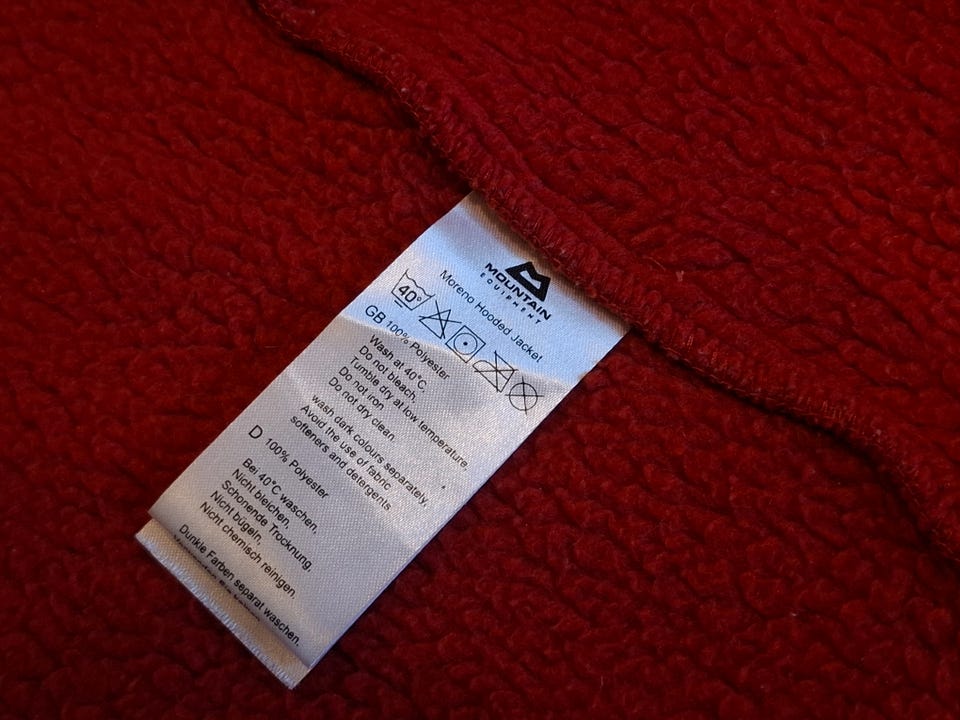 MOUNTAIN
EQUIPMENT
Moreno Hooded Jacket
40°
GB 100% Polyester
Wash at 40°C,
Do not bleach,
Tumble dry at low temperature,
Do not iron
Do not dry clean
wash dark colours separately,
Avoid the use of fabric
softeners and detergents
D 100% Polyester
Bei 40°C waschen,
Nicht bleichen,
Schonende Trocknung,
Nicht bügeln,
Nicht chemisch reinigen.
Dunkle Farben separat waschen,